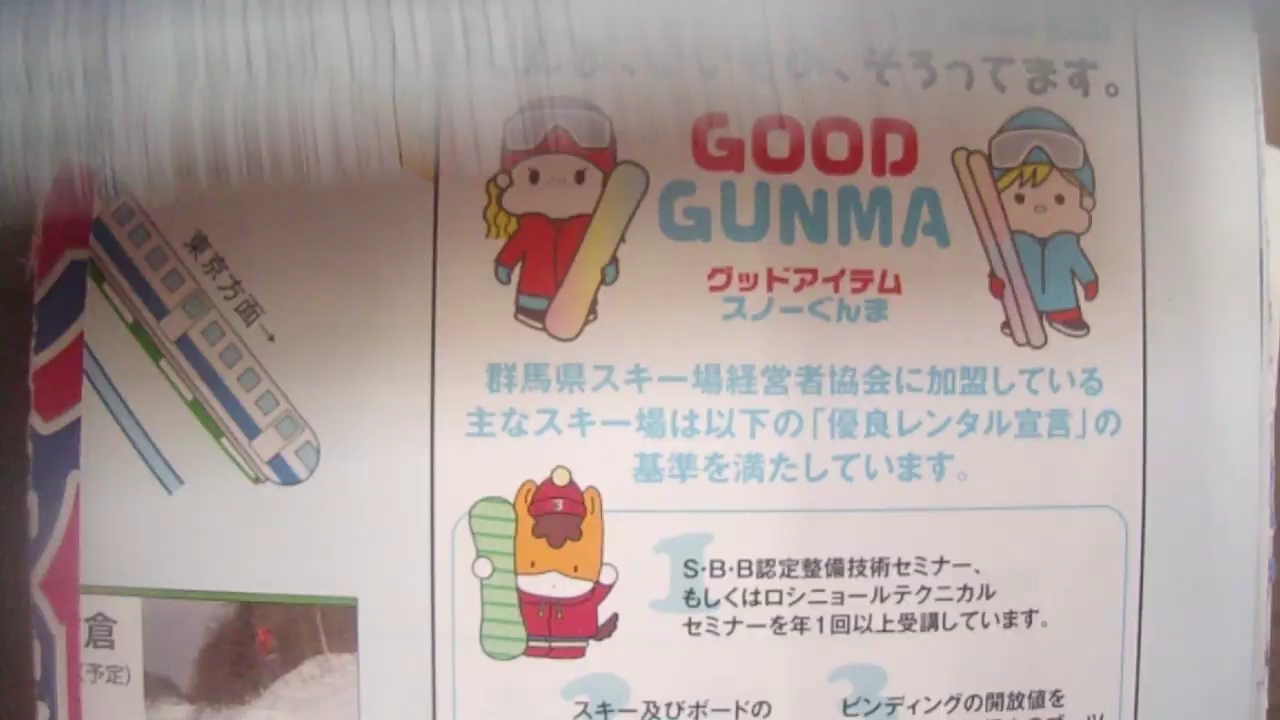 そろってます。
GOOD
GUNMA
グッドアイテム
スノーぐんま
東京方面→
群馬県スキー場経営者協会に加盟している
主なスキー場は以下の「優良レンタル宣言」の
基準を満たしています。
1
S・B・B認定整備技術セミナー、
もしくはロシニョールテクニカル
セミナーを年1回以上受講しています。
倉
予定)
2
スキー及びボードの
3
ビンディングの開放値を